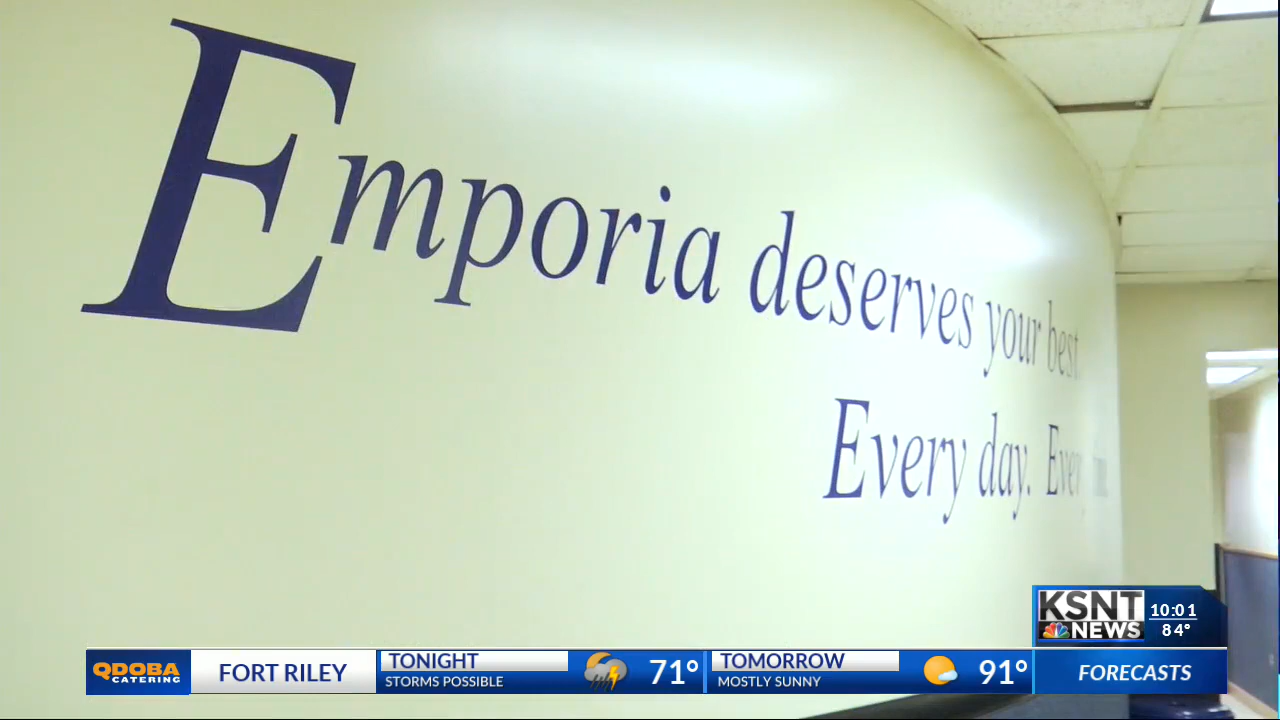 Emporia deserves your best.
Every day. Every
KSNT
NEWS
10:01
84°
QDOBA
CATERING
FORT RILEY
TONIGHT
STORMS POSSIBLE
71°
TOMORROW
MOSTLY SUNNY
91°
FORECASTS